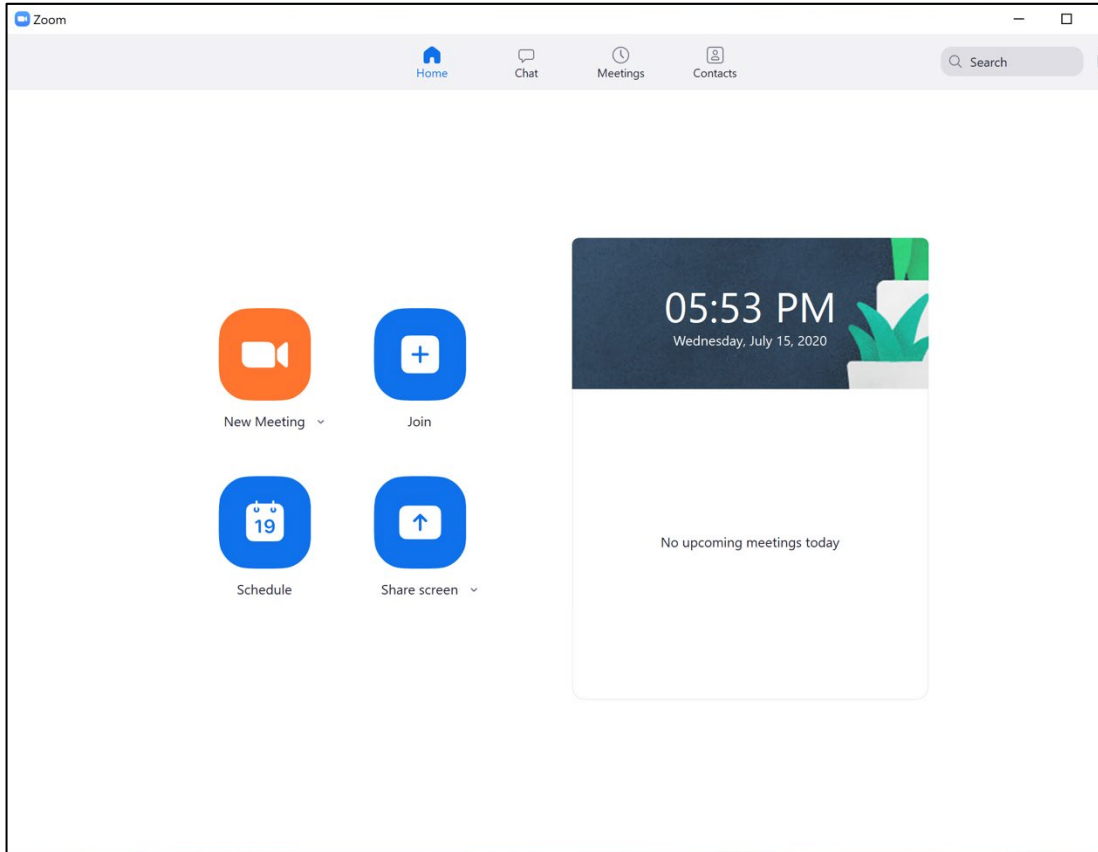 Zoom
Home
Chat
Meetings
Contacts
Search
New Meeting
Join
19
Schedule
Share screen
05:53 PM
Wednesday, July 15, 2020
No upcoming meetings today